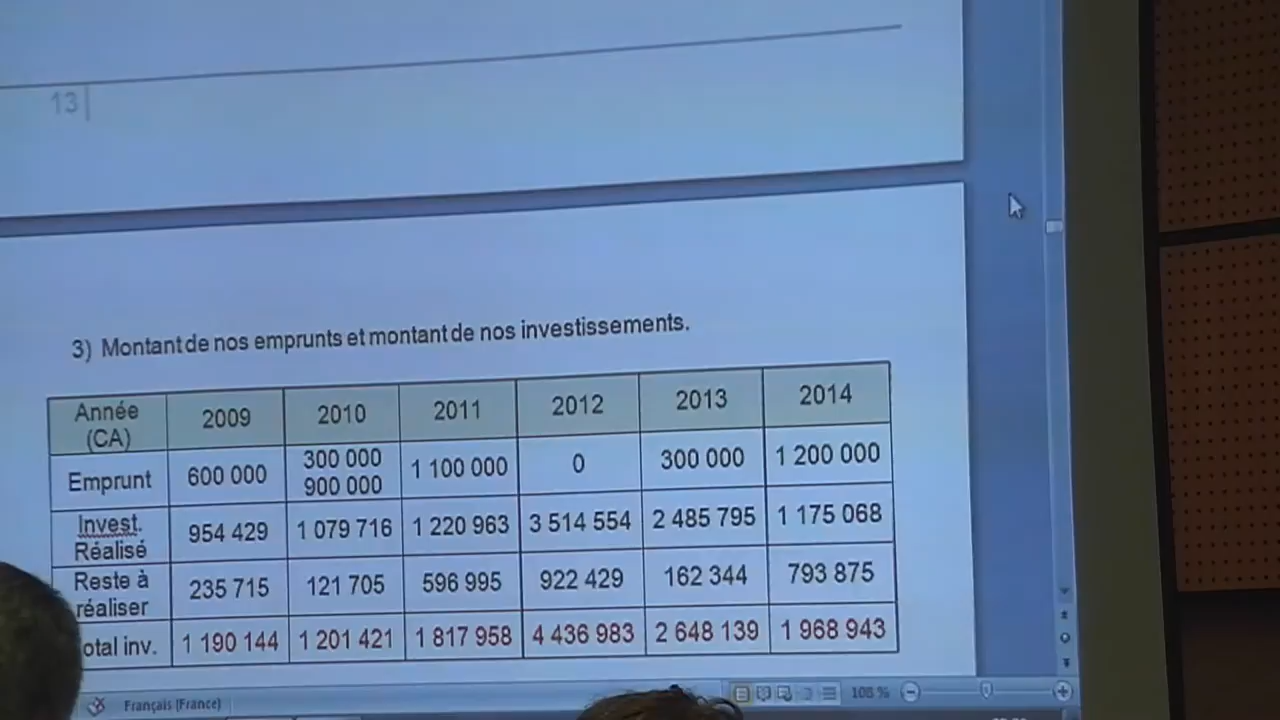 13
3) Montant de nos emprunts et montant de nos investissements.
Année (CA) 2009 2010 2011 2012 2013 2014
Emprunt 600 000 300 000 900 000 1 100 000 0 300 000 1 200 000
Invest. Réalisé 954 429 1 079 716 1 220 963 3 514 554 2 485 795 1 175 068
Reste à réaliser 235 715 121 705 596 995 922 429 162 344 793 875
otal inv. 1 190 144 1 201 421 1 817 958 4 436 983 2 648 139 1 968 943
Français (France) 108 %